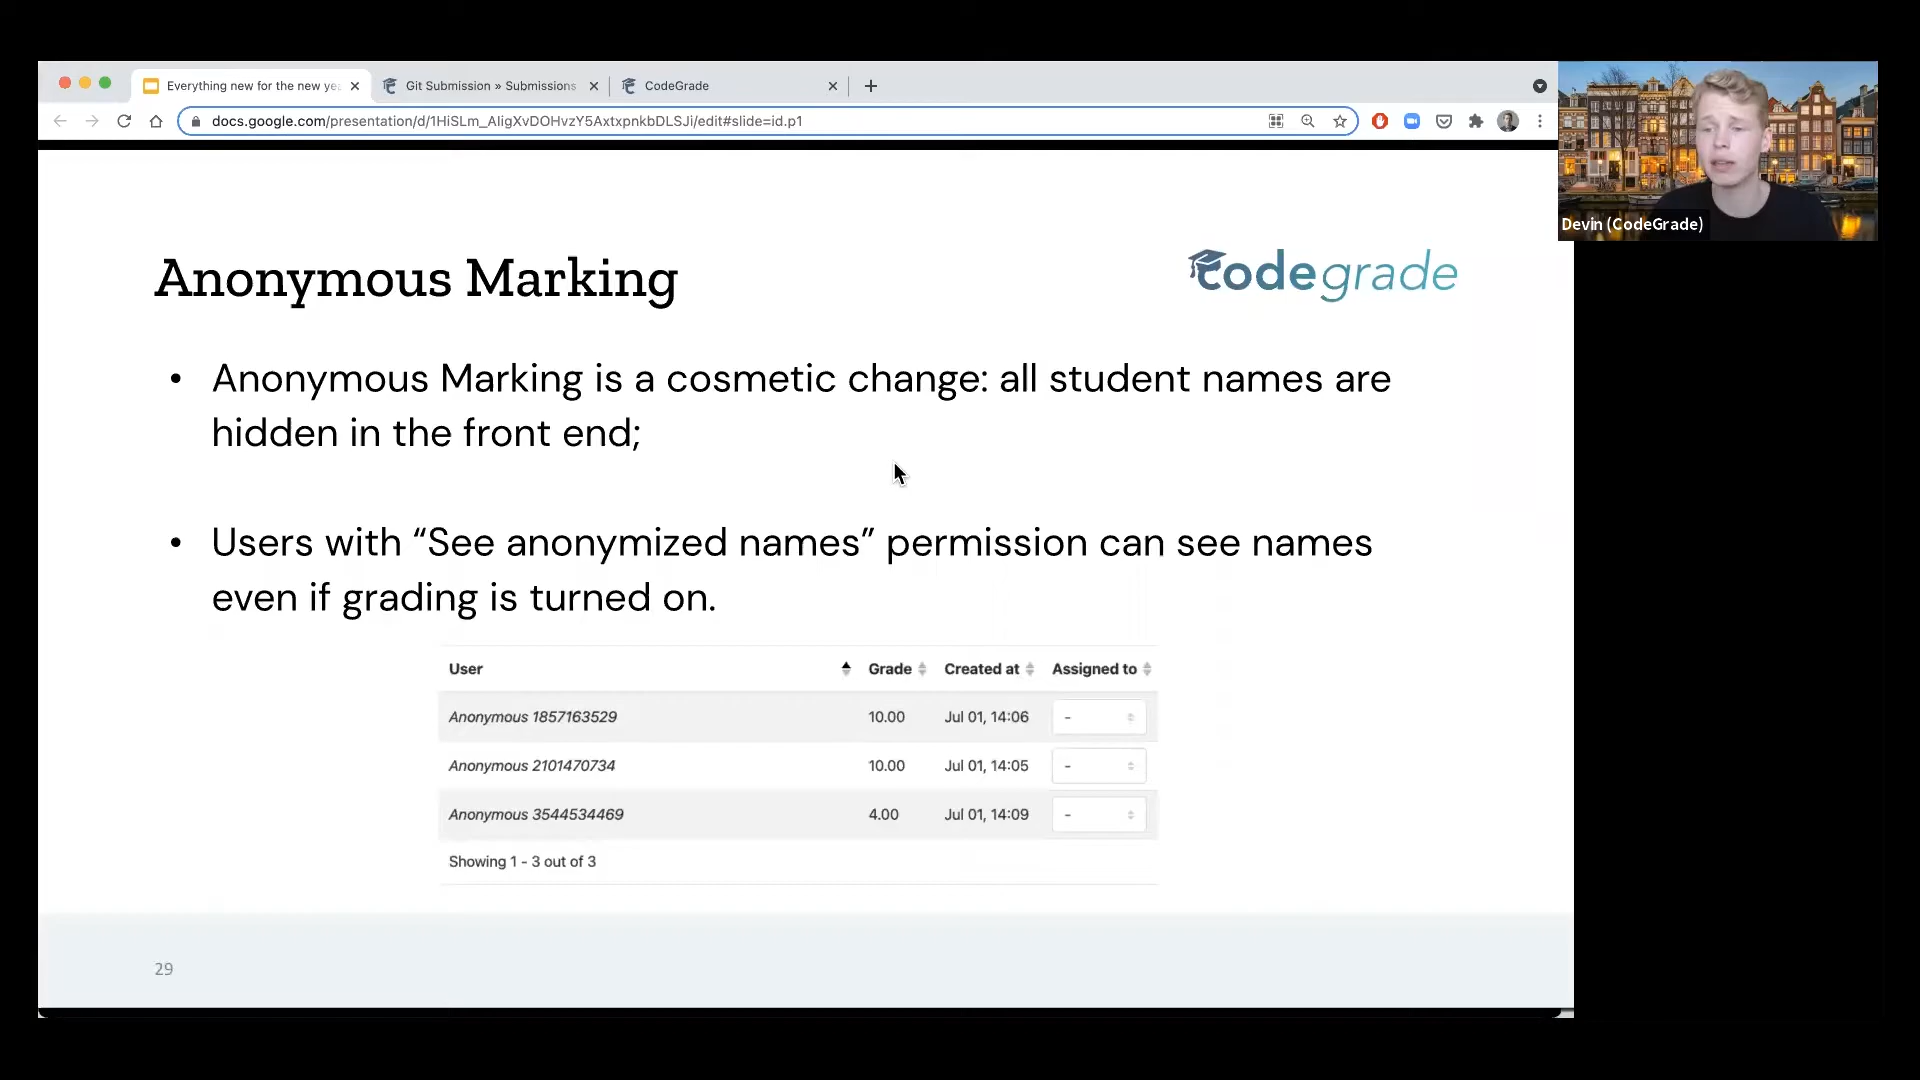 Everything new for the new ye
Git Submission » Submissions
CodeGrade
docs.google.com/presentation/d/1HiSLm_AligXvDOHvzY5AxtxpnkbDLSJi/edit#slide=id.p1
Devin (CodeGrade)
Anonymous Marking
codegrade
• Anonymous Marking is a cosmetic change: all student names are
hidden in the front end;
• Users with “See anonymized names” permission can see names
even if grading is turned on.
User Grade Created at Assigned to
Anonymous 1857163529 10.00 Jul 01, 14:06 -
Anonymous 2101470734 10.00 Jul 01, 14:05 -
Anonymous 3544534469 4.00 Jul 01, 14:09 -
Showing 1 - 3 out of 3
29